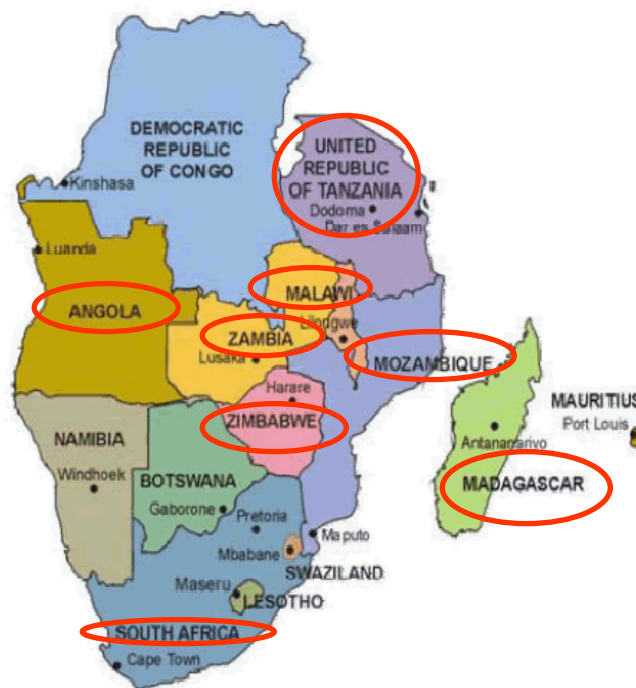 DEMOCRATIC
REPUBLIC
OF CONGO
Kinshasa
UNITED
REPUBLIC
OF TANZANIA
Dodoma
Dar es Salaam
Luanda
ANGOLA
MALAWI
Lilongwe
ZAMBIA
Lusaka
MOZAMBIQUE
Harare
ZIMBABWE
MAURITIUS
Port Louis
NAMIBIA
Windhoek
BOTSWANA
Gaborone
Antananarivo
MADAGASCAR
Pretoria
Maputo
Mbabane
SWAZILAND
Maseru
LESOTHO
SOUTH AFRICA
Cape Town